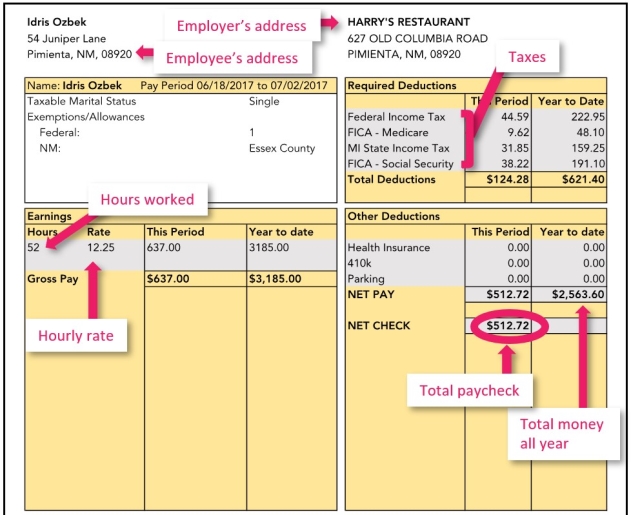 Idris Ozbek
54 Juniper Lane
Pimienta, NM, 08920
Employer's address
Employee's address
HARRY'S RESTAURANT
627 OLD COLUMBIA ROAD
PIMIENTA, NM, 08920
Taxes
Name: Idris Ozbek Pay Period 06/18/2017 to 07/02/2017
Taxable Marital Status Single
Exemptions/Allowances
Federal: 1
NM: Essex County
Required Deductions
This Period Year to Date
Federal Income Tax 44.59 222.95
FICA - Medicare 9.62 48.10
MI State Income Tax 31.85 159.25
FICA - Social Security 38.22 191.10
Total Deductions $124.28 $621.40
Hours worked
Earnings
Hours Rate This Period Year to date
52 12.25 637.00 3185.00
Gross Pay $637.00 $3,185.00
Hourly rate
Other Deductions
This Period Year to date
Health Insurance 0.00 0.00
410k 0.00 0.00
Parking 0.00 0.00
NET PAY $512.72 $2,563.60
NET CHECK $512.72
Total paycheck
Total money
all year